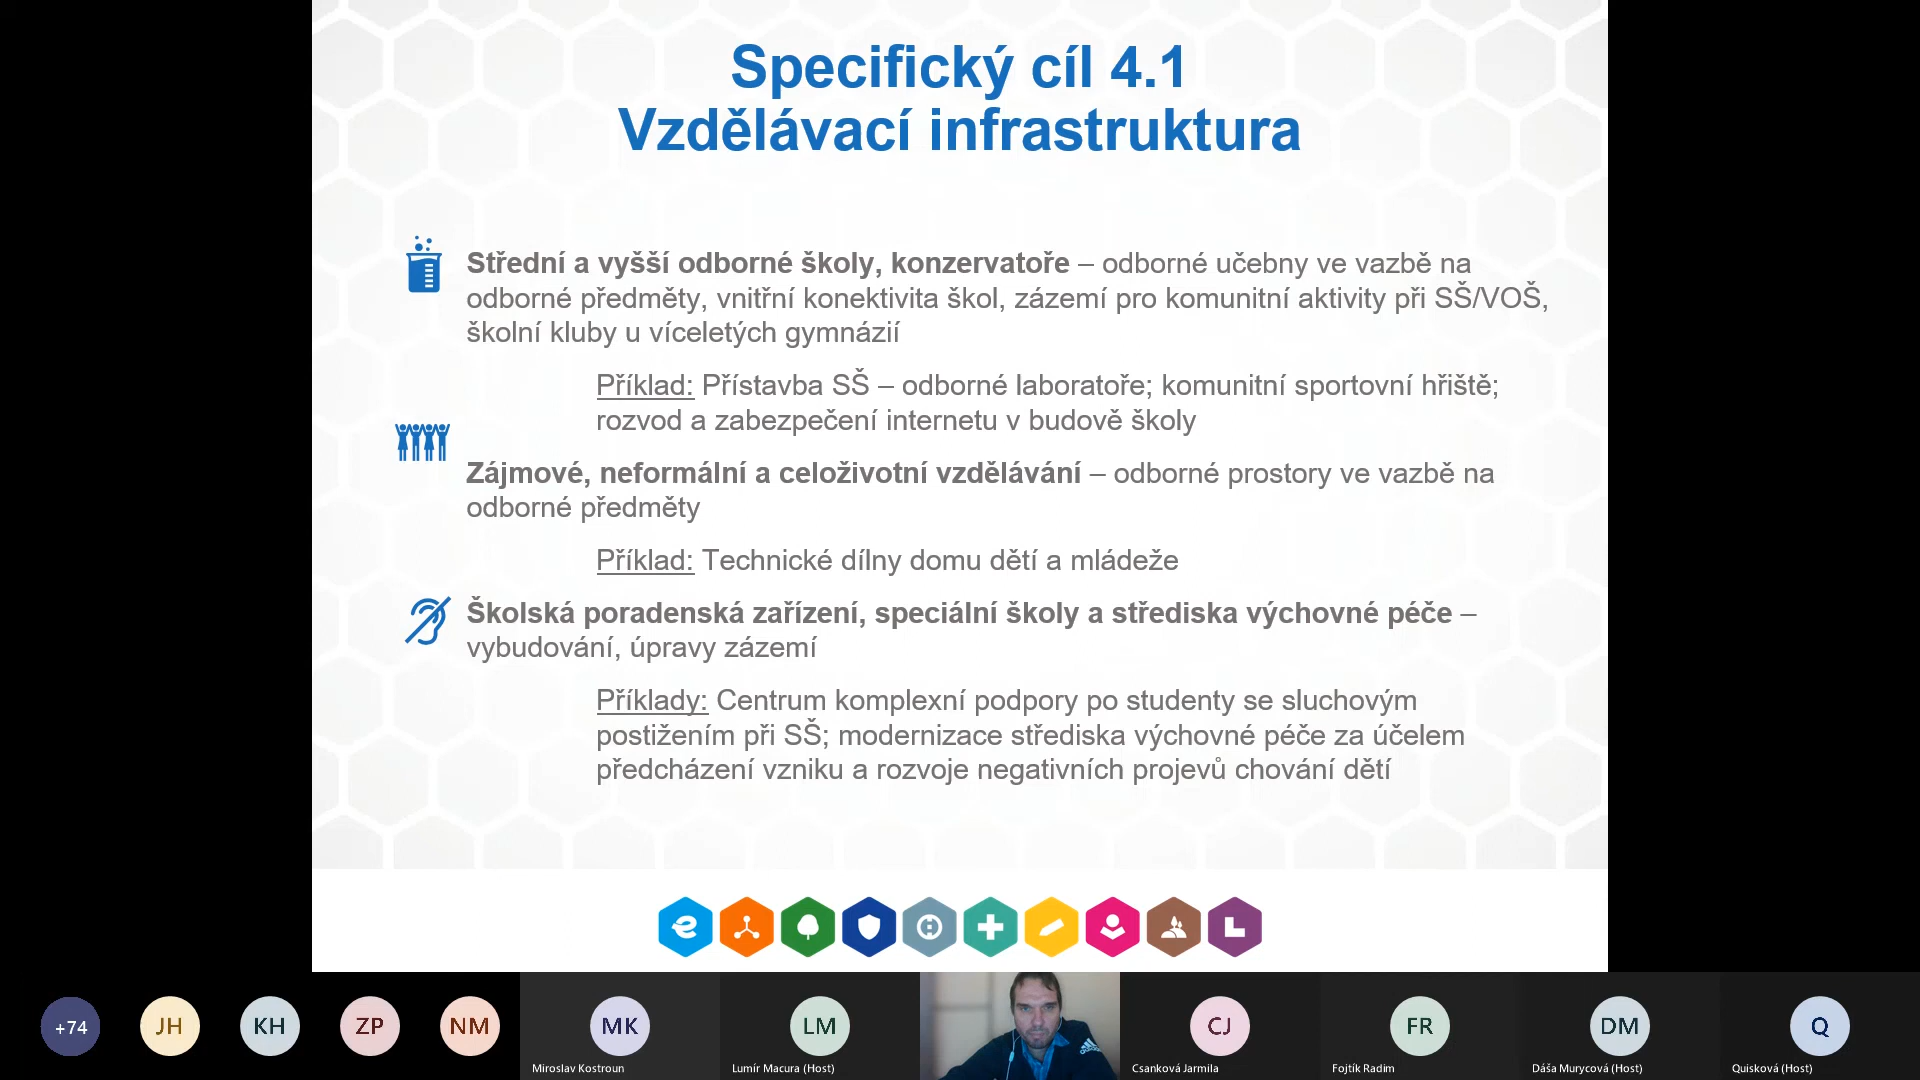 Specifický cíl 4.1
Vzdělávací infrastruktura
Střední a vyšší odborné školy, konzervatoře – odborné učebny ve vazbě na
odborné předměty, vnitřní konektivita škol, zázemí pro komunitní aktivity při SŠ/VOŠ,
školní kluby u víceletých gymnázií
Příklad: Přístavba SŠ – odborné laboratoře; komunitní sportovní hřiště;
rozvod a zabezpečení internetu v budově školy
Zájmové, neformální a celoživotní vzdělávání – odborné prostory ve vazbě na
odborné předměty
Příklad: Technické dílny domu dětí a mládeže
Školská poradenská zařízení, speciální školy a střediska výchovné péče –
vybudování, úpravy zázemí
Příklady: Centrum komplexní podpory po studenty se sluchovým
postižením při SŠ; modernizace střediska výchovné péče za účelem
předcházení vzniku a rozvoje negativních projevů chování dětí
+74
JH
KH
ZP
NM
MK
Miroslav Kostroun
LM
Lumír Macura (Host)
adidas
CJ
Csanková Jarmila
FR
Fojtík Radim
DM
Dáša Murycová (Host)
Q
Quisková (Host)